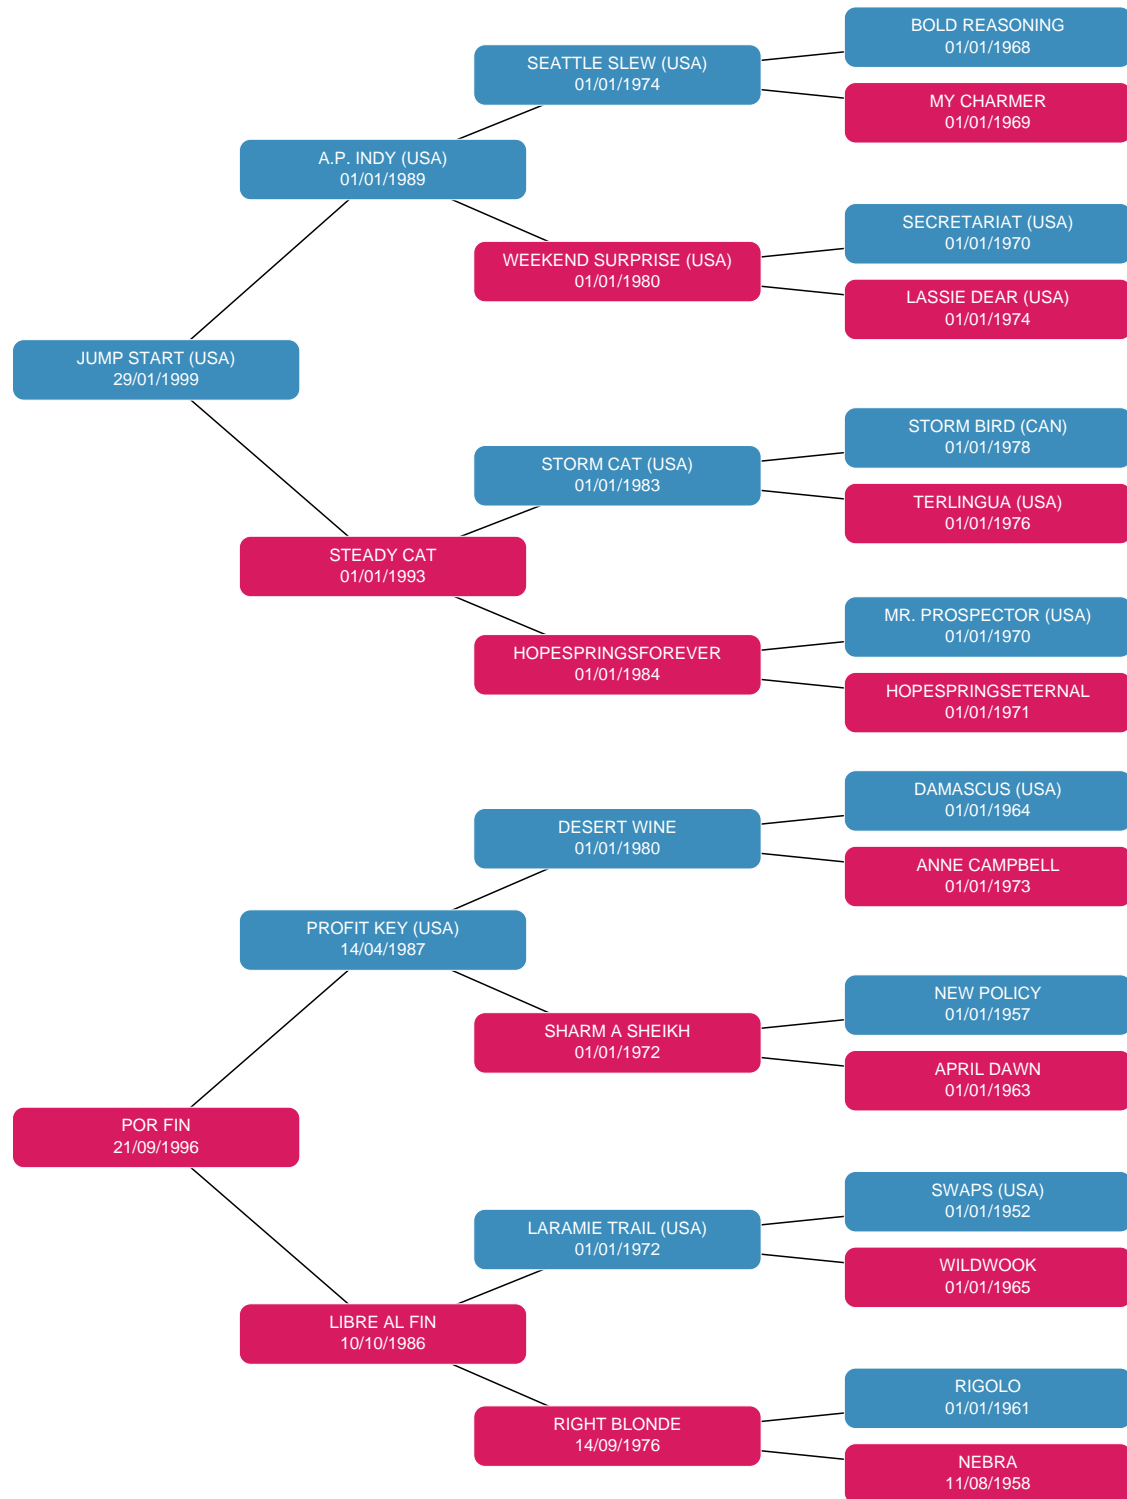 BOLD REASONING
01/01/1968
SEATTLE SLEW (USA)
01/01/1974
MY CHARMER
01/01/1969
A.P. INDY (USA)
01/01/1989
SECRETARIAT (USA)
01/01/1970
WEEKEND SURPRISE (USA)
01/01/1980
LASSIE DEAR (USA)
01/01/1974
JUMP START (USA)
29/01/1999
STORM BIRD (CAN)
01/01/1978
STORM CAT (USA)
01/01/1983
TERLINGUA (USA)
01/01/1976
STEADY CAT
01/01/1993
MR. PROSPECTOR (USA)
01/01/1970
HOPESPRINGSFOREVER
01/01/1984
HOPESPRINGSETERNAL
01/01/1971
DAMASCUS (USA)
01/01/1964
DESERT WINE
01/01/1980
ANNE CAMPBELL
01/01/1973
PROFIT KEY (USA)
14/04/1987
NEW POLICY
01/01/1957
SHARM A SHEIKH
01/01/1972
APRIL DAWN
01/01/1963
POR FIN
21/09/1996
SWAPS (USA)
01/01/1952
LARAMIE TRAIL (USA)
01/01/1972
WILDWOOK
01/01/1965
LIBRE AL FIN
10/10/1986
RIGOLO
01/01/1961
RIGHT BLONDE
14/09/1976
NEBRA
11/08/1958